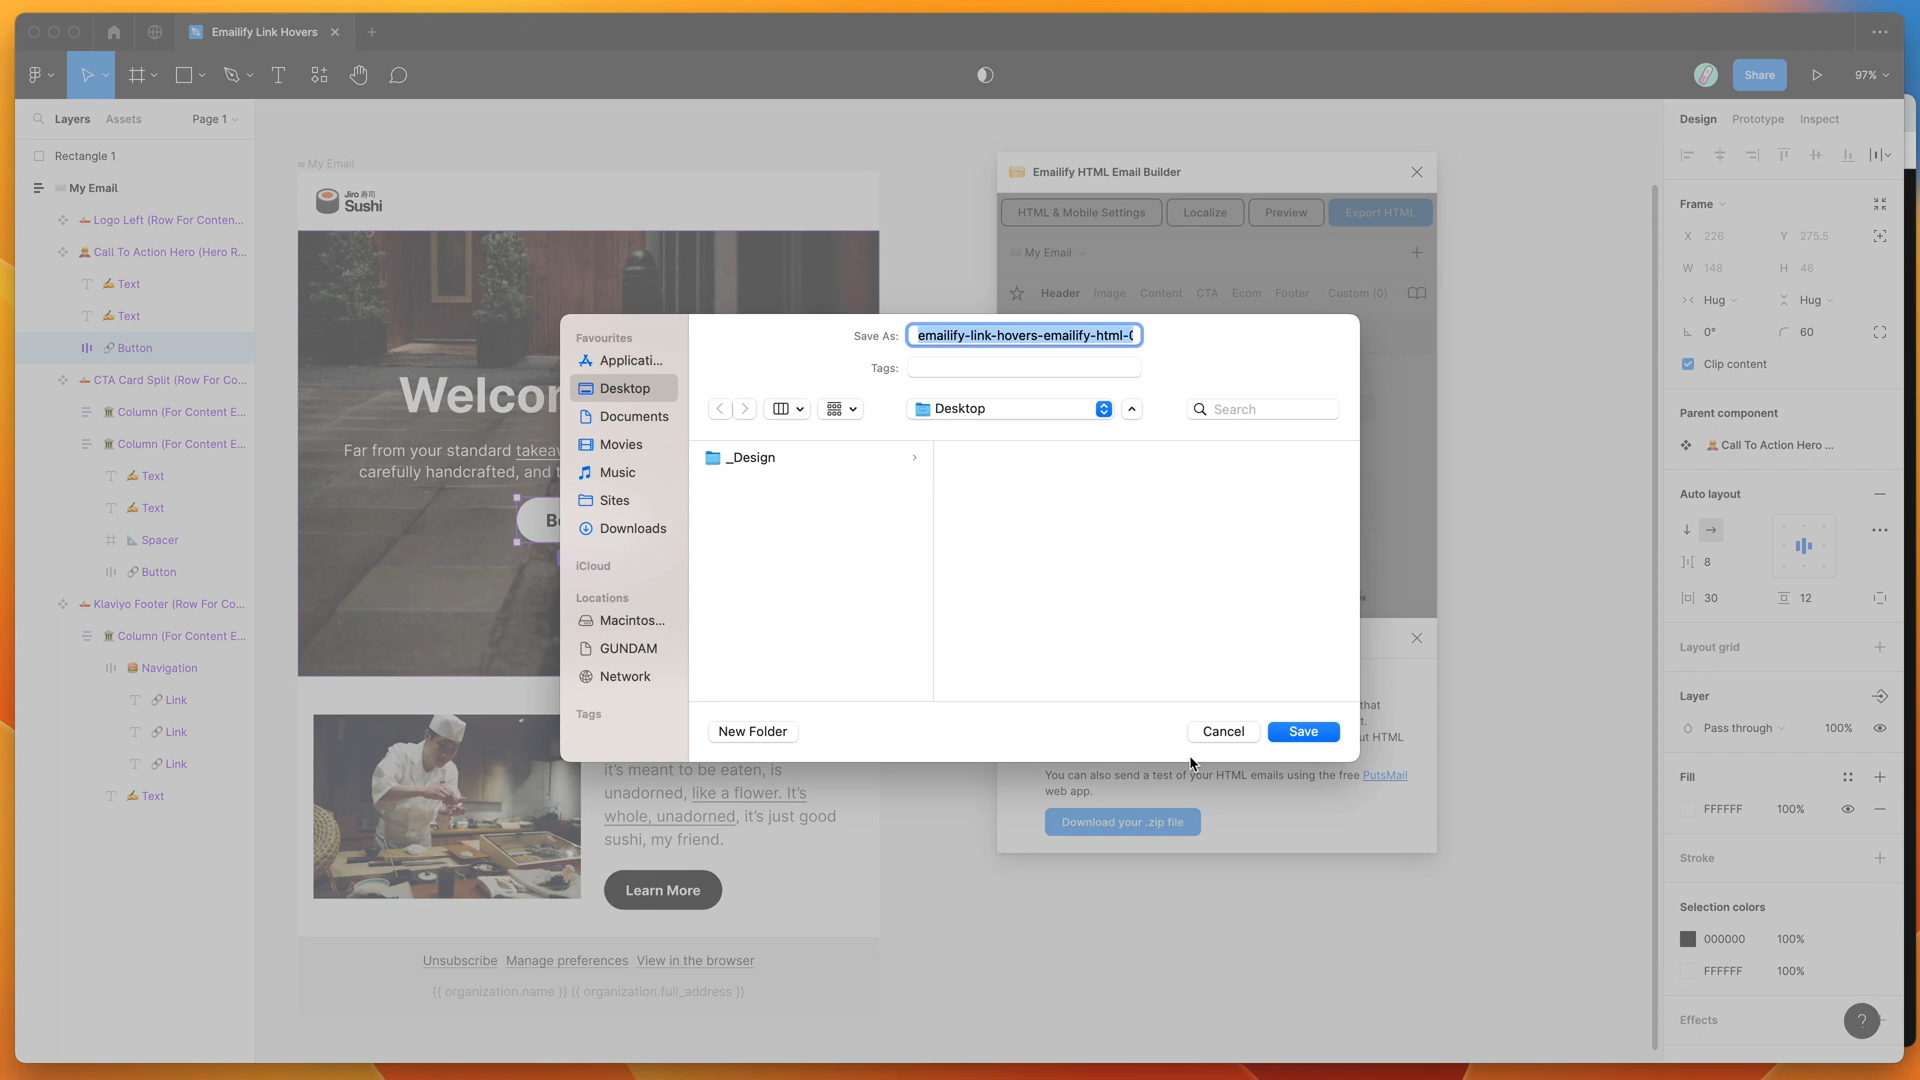 Emailify Link Hovers
Share
97%
Layers
Assets
Page 1
Design
Prototype
Inspect
Rectangle 1
My Email
Logo Left (Row For Conten...
Call To Action Hero (Hero R...
Text
Text
Button
CTA Card Split (Row For Co...
Column (For Content E...
Column (For Content E...
Text
Text
Spacer
Button
Klaviyo Footer (Row For Co...
Column (For Content E...
Navigation
Link
Link
Link
Text
My Email
Jiro 寿司
Sushi
Welco
Far from your standard takeaw
carefully handcrafted, and t
it's meant to be eaten, is
unadorned, like a flower. It's
whole, unadorned, it's just good
sushi, my friend.
Learn More
Unsubscribe Manage preferences View in the browser
{{ organization.name }} {{ organization.full_address }}
Emailify HTML Email Builder
HTML & Mobile Settings
Localize
Preview
Export HTML
My Email
Header
Image
Content
CTA
Ecom
Footer
Custom (0)
Favourites
Applicati...
Desktop
Documents
Movies
Music
Sites
Downloads
iCloud
Locations
Macintos...
GUNDAM
Network
Tags
Save As:
emailify-link-hovers-emailify-html-
Tags:
Desktop
Search
_Design
New Folder
Cancel
Save
that
t.
ut HTML
You can also send a test of your HTML emails using the free PutsMail
web app.
Download your .zip file
Frame
X 226
Y 275.5
W 148
H 46
Hug
Hug
0°
60
Clip content
Parent component
Call To Action Hero ...
Auto layout
8
30
12
Layout grid
Layer
Pass through
100%
Fill
FFFFFF
100%
Stroke
Selection colors
000000
100%
FFFFFF
100%
Effects
?